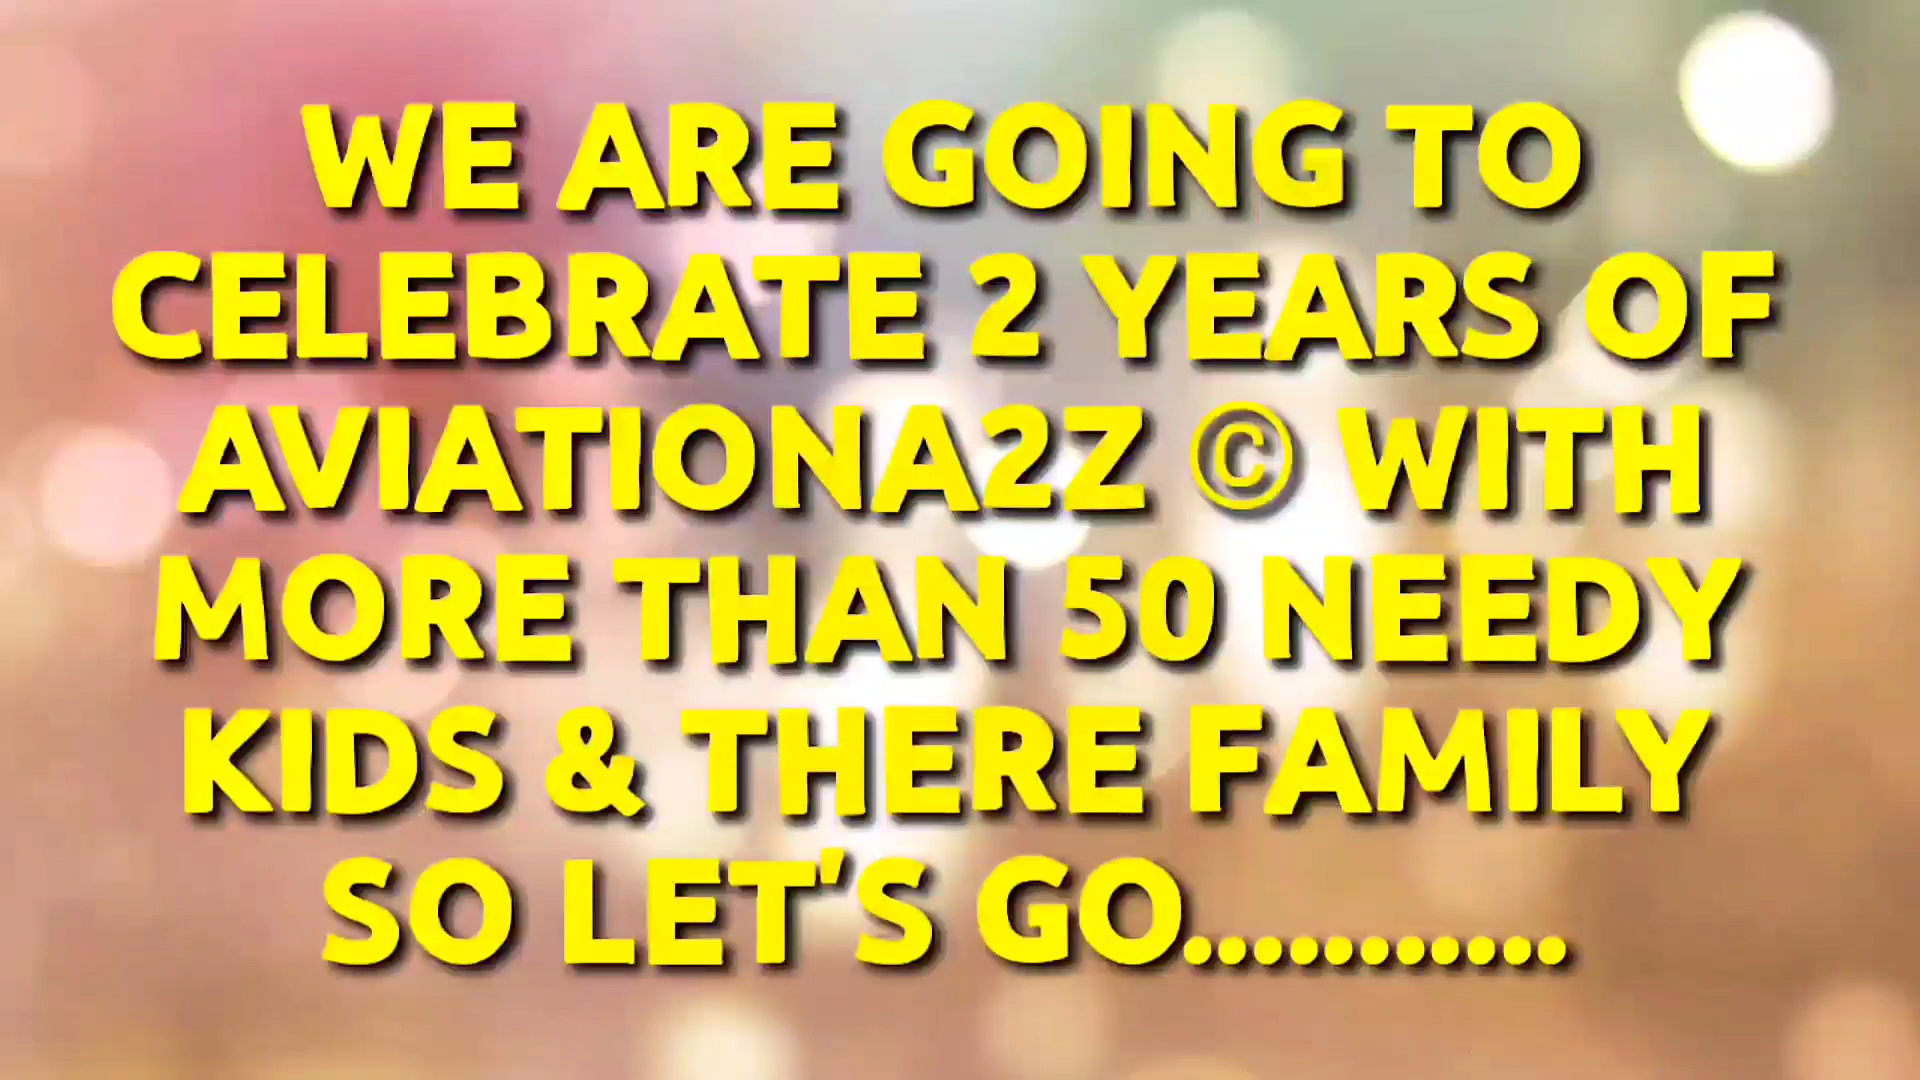 WE ARE GOING TO
CELEBRATE 2 YEARS OF
AVIATIONA2Z © WITH
MORE THAN 50 NEEDY
KIDS & THERE FAMILY
SO LET'S GO...........